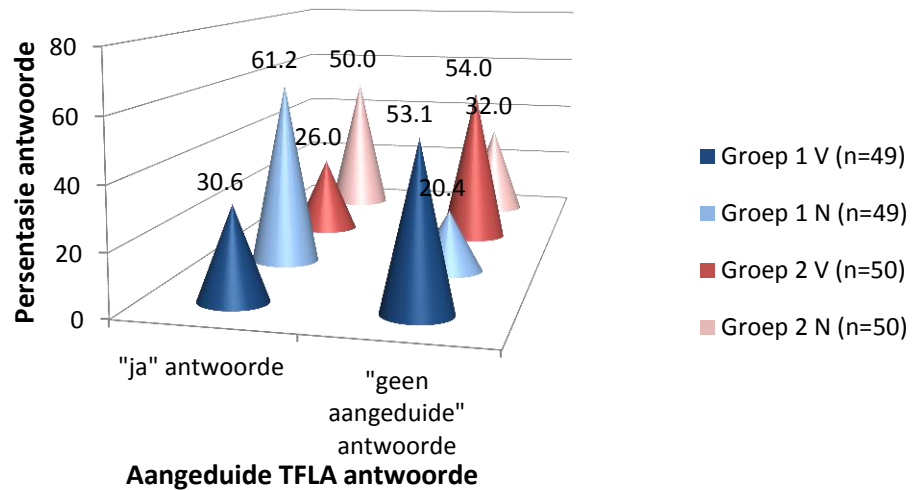 Persentasie antwoorde
80
60
40
20
0
30.6
61.2
26.0
50.0
53.1
20.4
54.0
32.0
"ja" antwoorde
"geen
aangeduide"
antwoorde
Aangeduide TFLA antwoorde
Groep 1 V (n=49)
Groep 1 N (n=49)
Groep 2 V (n=50)
Groep 2 N (n=50)